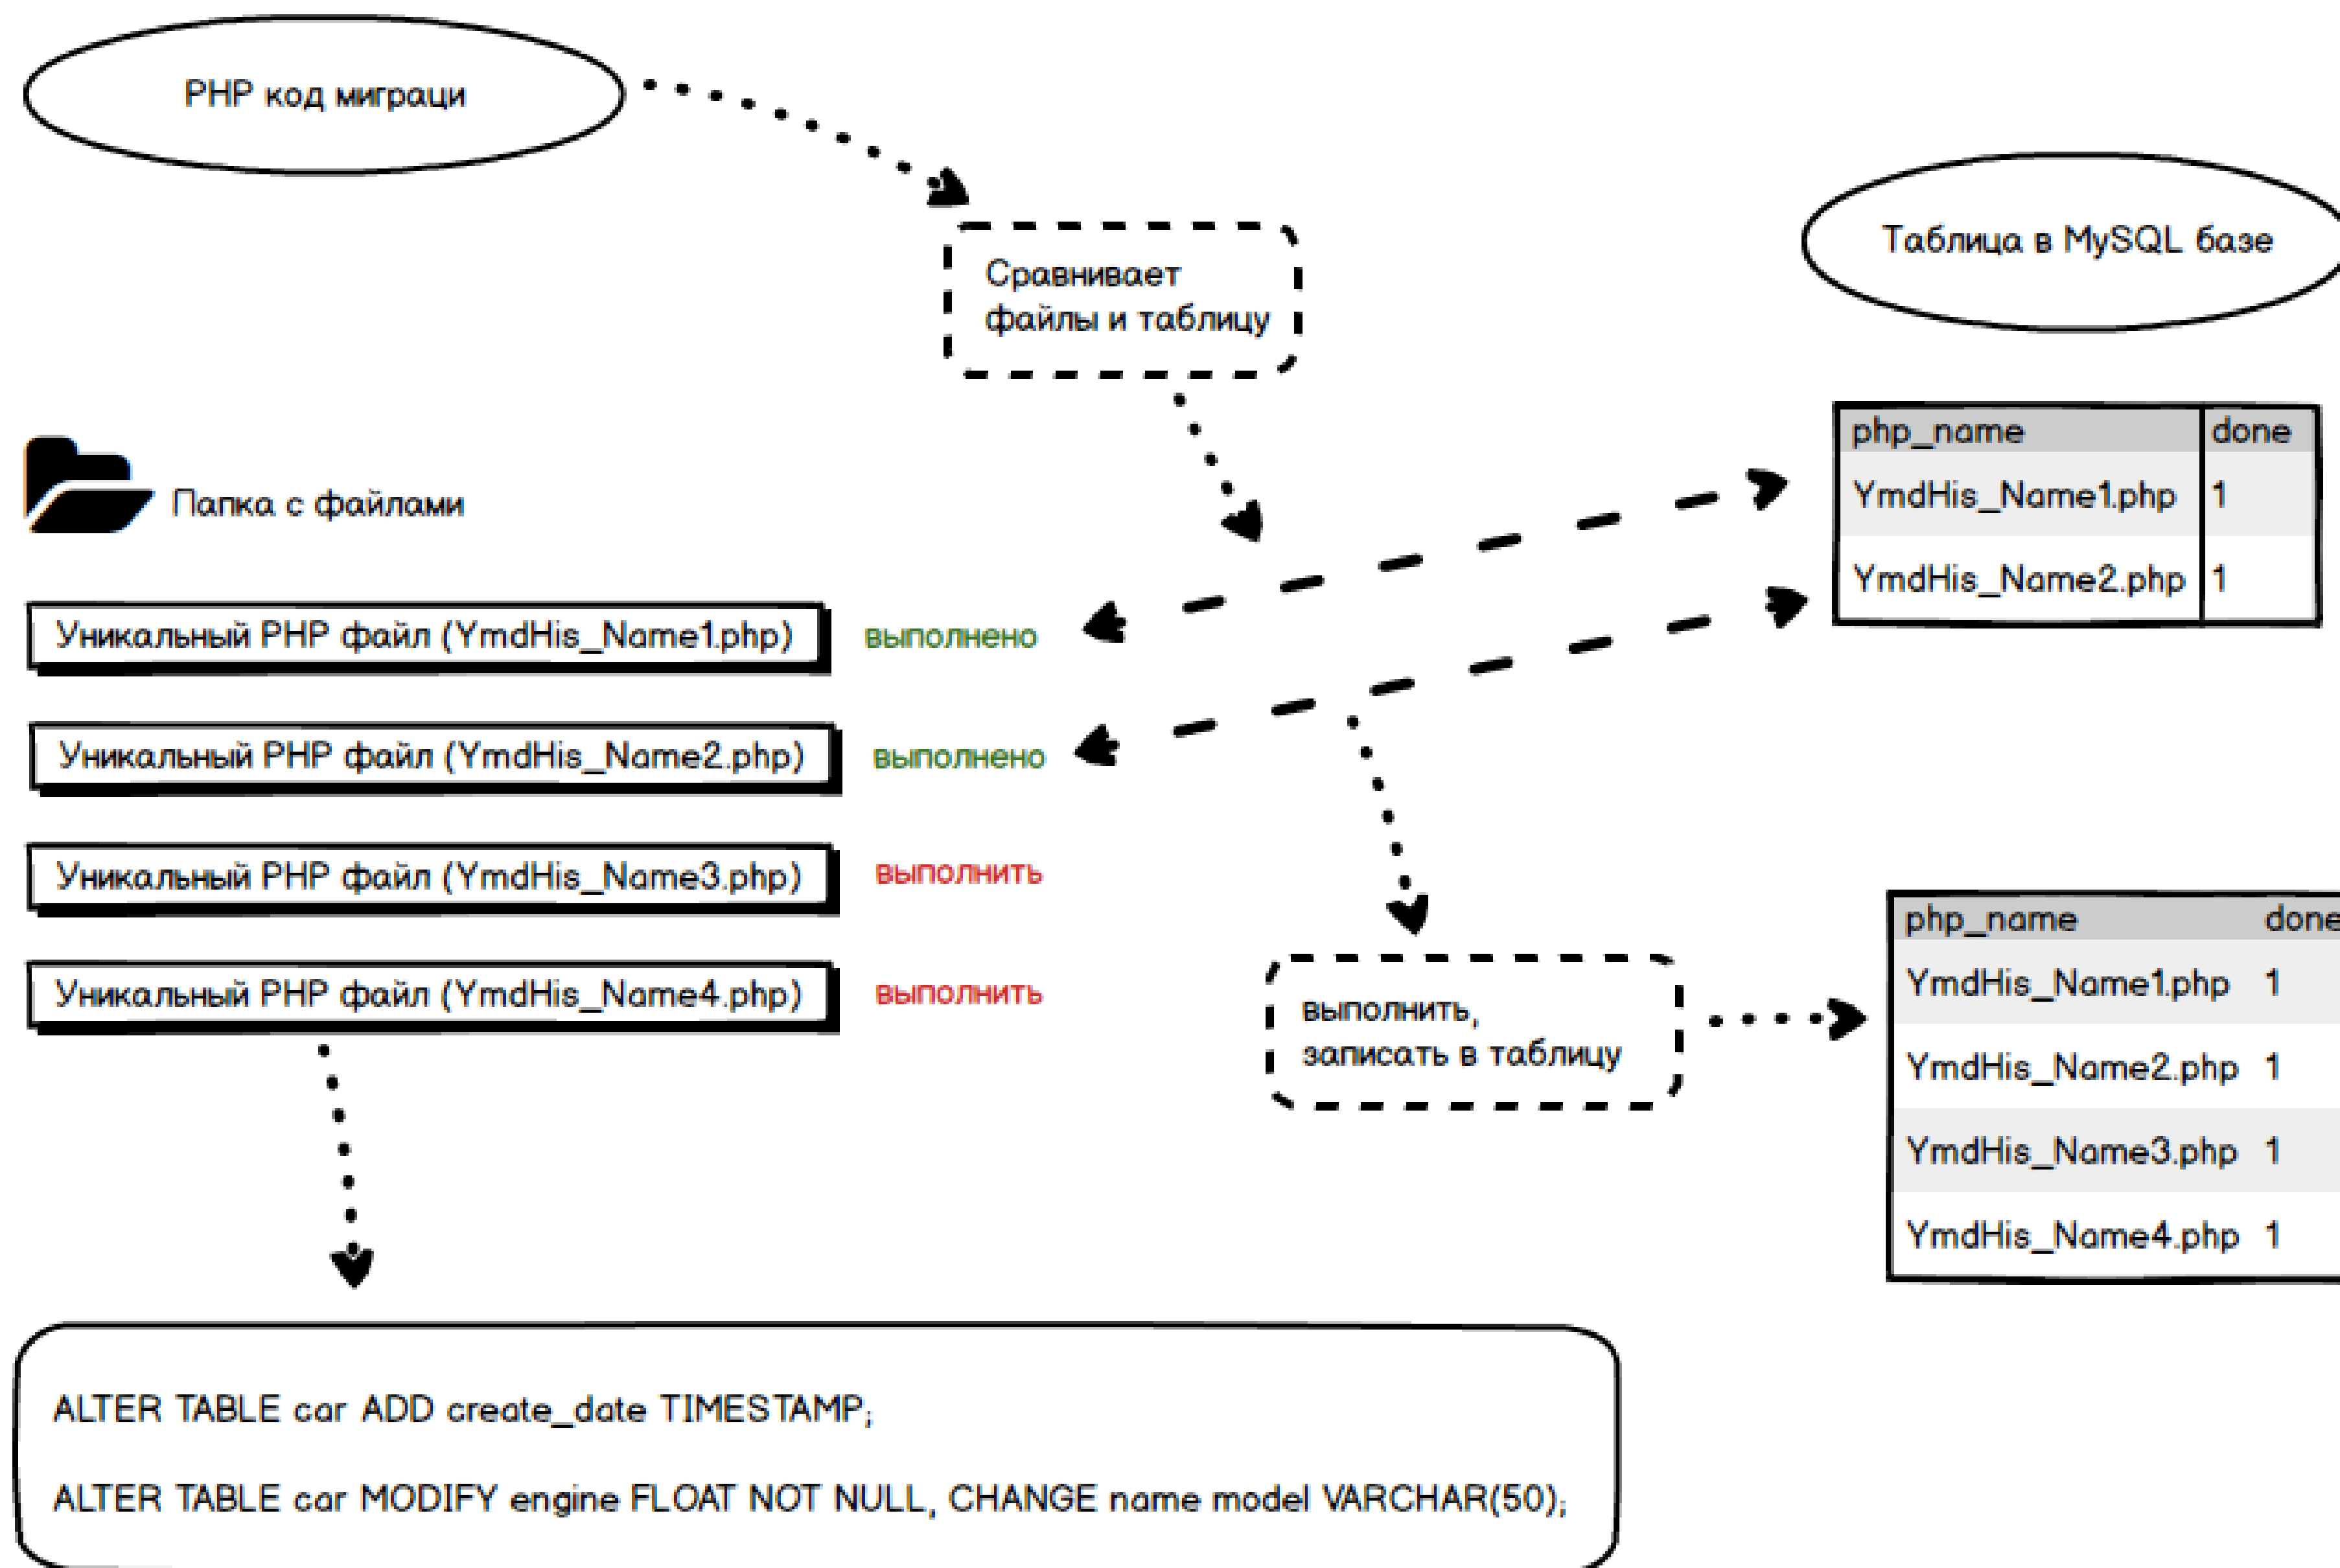 PHP код миграци
Сравнивает
файлы и таблицу
Таблица в MySQL базе
php_name done
YmdHis_Name1.php 1
YmdHis_Name2.php 1
Папка с файлами
Уникальный PHP файл (YmdHis_Name1.php) выполнено
Уникальный PHP файл (YmdHis_Name2.php) выполнено
Уникальный PHP файл (YmdHis_Name3.php) выполнить
Уникальный PHP файл (YmdHis_Name4.php) выполнить
выполнить,
записать в таблицу
php_name done
YmdHis_Name1.php 1
YmdHis_Name2.php 1
YmdHis_Name3.php 1
YmdHis_Name4.php 1
ALTER TABLE car ADD create_date TIMESTAMP;
ALTER TABLE car MODIFY engine FLOAT NOT NULL, CHANGE name model VARCHAR(50);